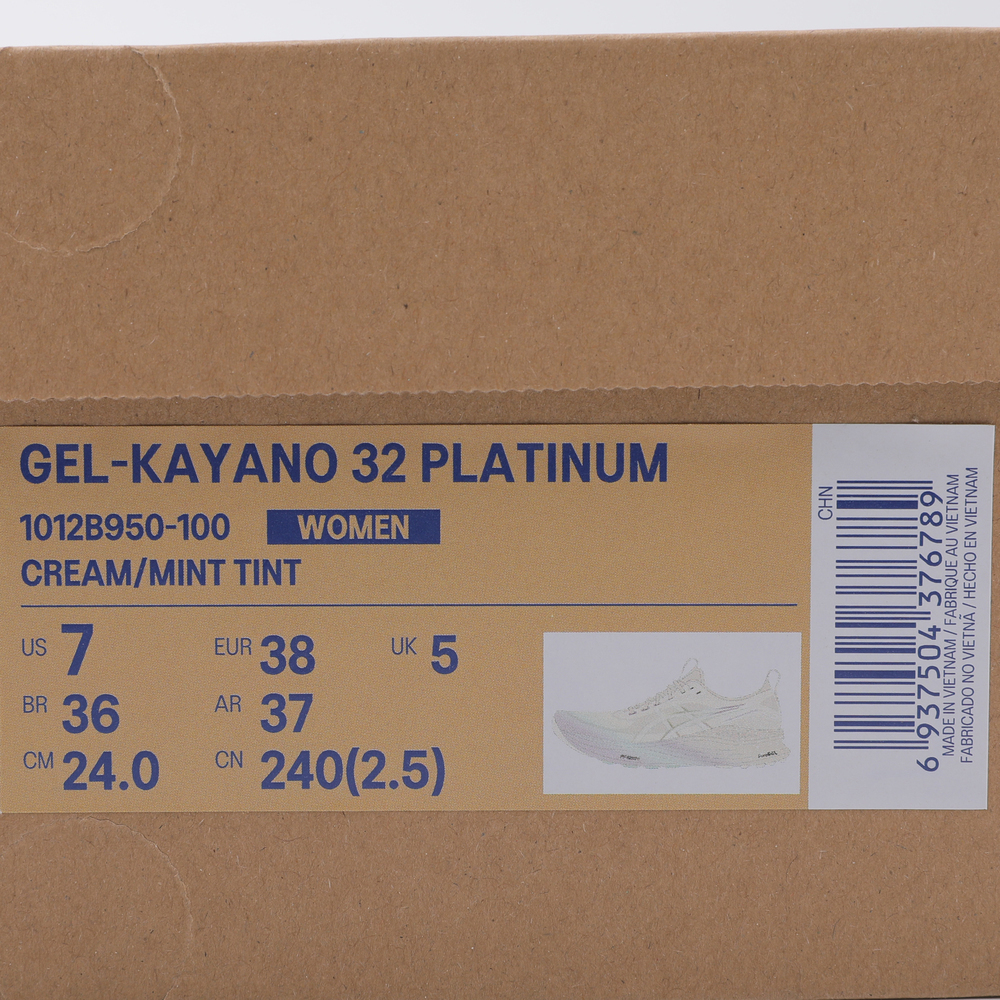 GEL-KAYANO 32 PLATINUM
1012B950-100 WOMEN
CREAM/MINT TINT
US 7 EUR 38 UK 5
BR 36 AR 37
CM 24.0 CN 240(2.5)
CHN
6 937504 376789
MADE IN VIETNAM / FABRIQUE AU VIETNAM
FABRICADO NO VIETNÃ / HECHO EN VIETNAM